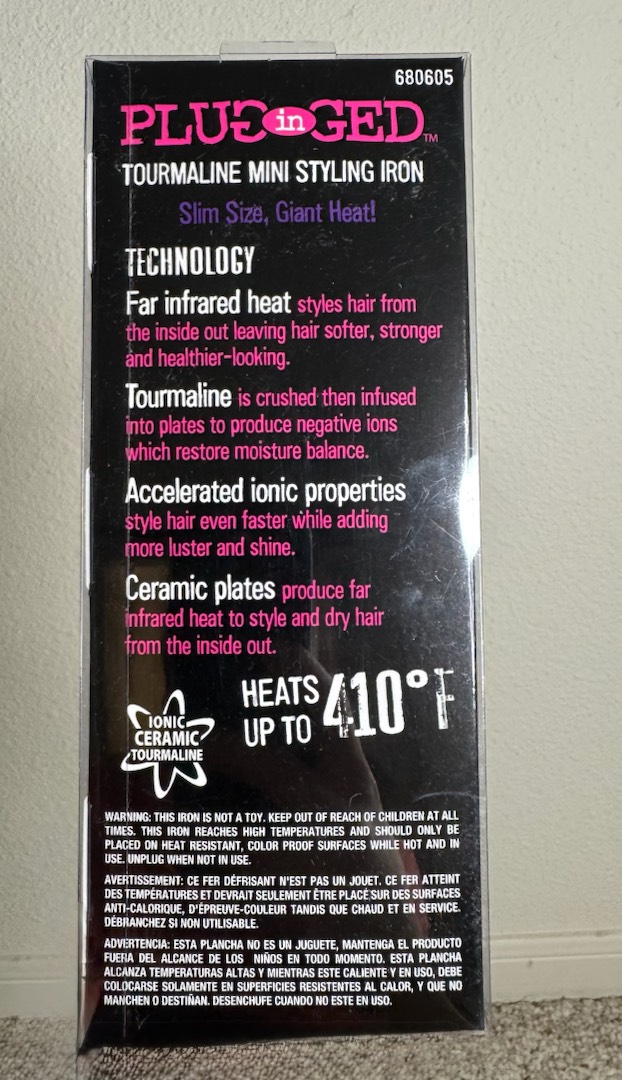 680605
PLUGinGED™
TOURMALINE MINI STYLING IRON
Slim Size, Giant Heat!
TECHNOLOGY
Far infrared heat styles hair from
the inside out leaving hair softer, stronger
and healthier-looking.
Tourmaline is crushed then infused
into plates to produce negative ions
which restore moisture balance.
Accelerated ionic properties
style hair even faster while adding
more luster and shine.
Ceramic plates produce far
infrared heat to style and dry hair
from the inside out.
HEATS
UP TO 410°F
IONIC
CERAMIC
TOURMALINE
WARNING: THIS IRON IS NOT A TOY. KEEP OUT OF REACH OF CHILDREN AT ALL
TIMES. THIS IRON REACHES HIGH TEMPERATURES AND SHOULD ONLY BE
PLACED ON HEAT RESISTANT, COLOR PROOF SURFACES WHILE HOT AND IN
USE. UNPLUG WHEN NOT IN USE.
AVERTISSEMENT: CE FER DÉFRISANT N'EST PAS UN JOUET. CE FER ATTEINT
DES TEMPÉRATURES ET DEVRAIT SEULEMENT ÊTRE PLACÉ SUR DES SURFACES
ANTI-CALORIQUE, D'ÉPREUVE-COULEUR TANDIS QUE CHAUD ET EN SERVICE.
DÉBRANCHEZ SI NON UTILISABLE.
ADVERTENCIA: ESTA PLANCHA NO ES UN JUGUETE, MANTENGA EL PRODUCTO
FUERA DEL ALCANCE DE LOS NIÑOS EN TODO MOMENTO. ESTA PLANCHA
ALCANZA TEMPERATURAS ALTAS Y MIENTRAS ESTE CALIENTE Y EN USO, DEBE
COLOCARSE SOLAMENTE EN SUPERFICIES RESISTENTES AL CALOR, Y QUE NO
MANCHEN O DESTIÑAN. DESENCHUFE CUANDO NO ESTE EN USO.